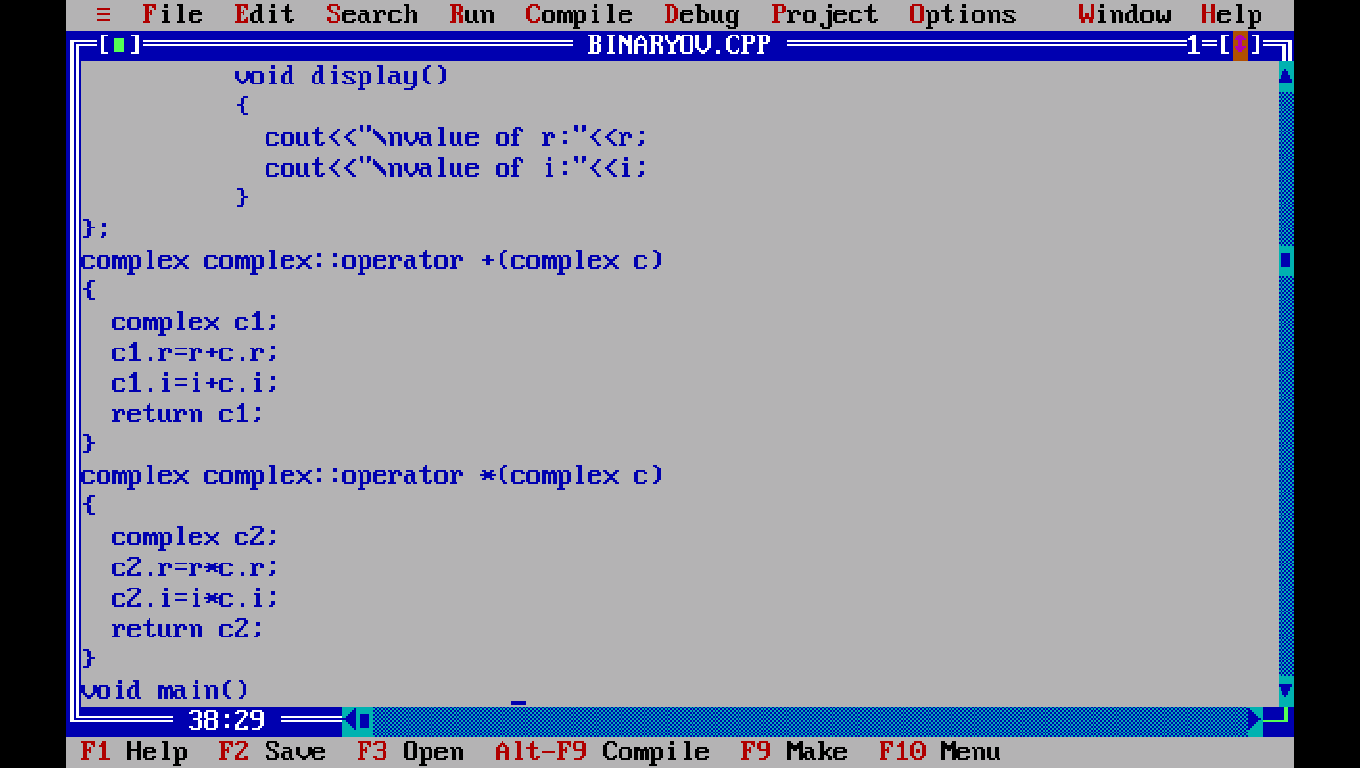 ≡ File Edit Search Run Compile Debug Project Options Window Help
[■] BINARYOV.CPP 1=[↕]
void display()
{
cout<<"\nvalue of r:"<<r;
cout<<"\nvalue of i:"<<i;
}
};
complex complex::operator +(complex c)
{
complex c1;
c1.r=r+c.r;
c1.i=i+c.i;
return c1;
}
complex complex::operator *(complex c)
{
complex c2;
c2.r=r*c.r;
c2.i=i*c.i;
return c2;
}
void main()
38:29
F1 Help F2 Save F3 Open Alt-F9 Compile F9 Make F10 Menu